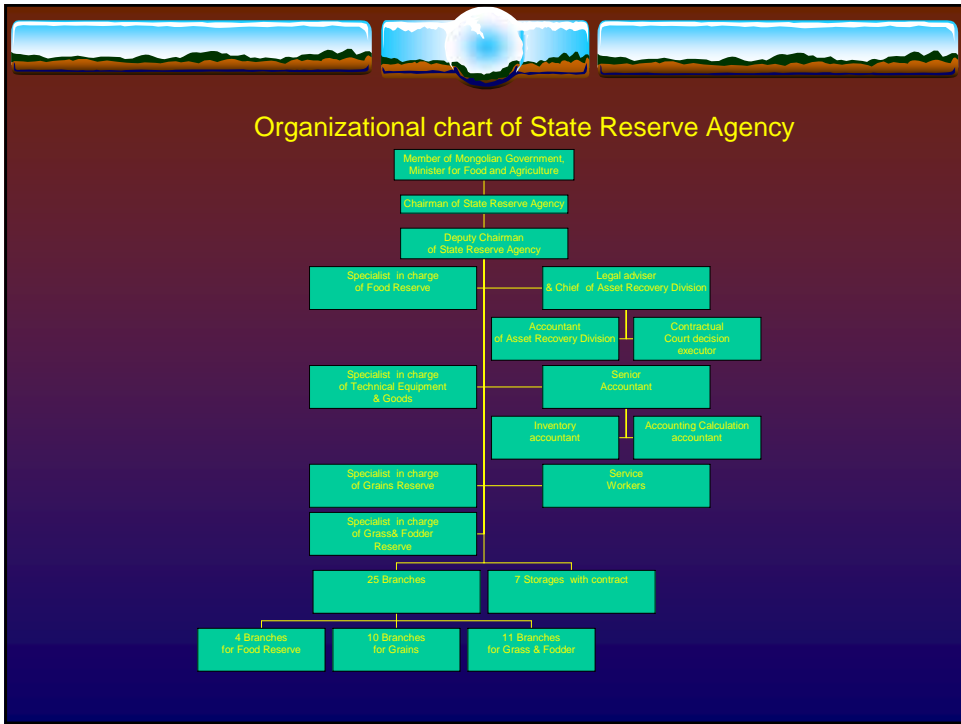 Organizational chart of State Reserve Agency
Member of Mongolian Government,
Minister for Food and Agriculture
Chairman of State Reserve Agency
Deputy Chairman
of State Reserve Agency
Specialist in charge
of Food Reserve
Legal adviser
& Chief of Asset Recovery Division
Accountant
of Asset Recovery Division
Contractual
Court decision
executor
Specialist in charge
of Technical Equipment
& Goods
Senior
Accountant
Inventory
accountant
Accounting Calculation
accountant
Specialist in charge
of Grains Reserve
Service
Workers
Specialist in charge
of Grass& Fodder
Reserve
25 Branches
7 Storages with contract
4 Branches
for Food Reserve
10 Branches
for Grains
11 Branches
for Grass & Fodder